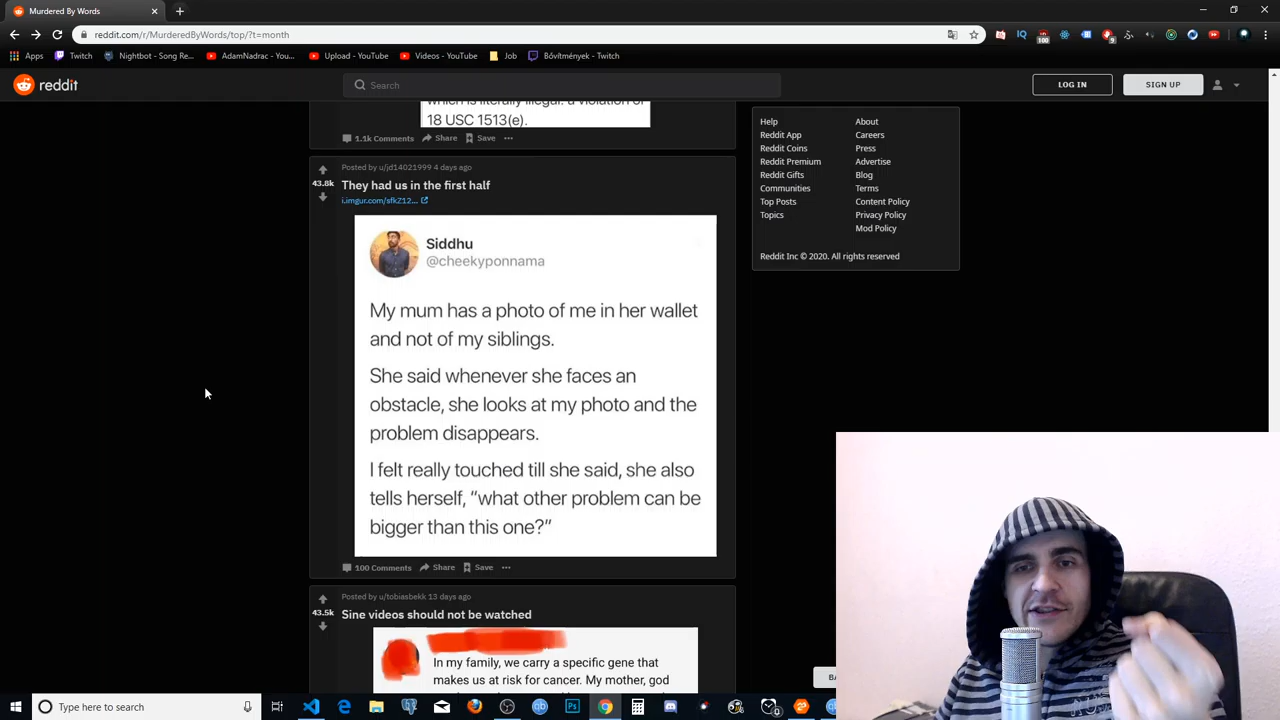 Murdered By Words
reddit.com/r/MurderedByWords/top/?t=month
Apps
Twitch
Nightbot - Song Re...
AdamNadrac - You...
Upload - YouTube
Videos - YouTube
Job
Bővítmények - Twitch
reddit
Search
LOG IN
SIGN UP
which is literally illegal. a violation of
18 USC 1513(e).
1.1k Comments Share Save
Posted by u/jd14021999 4 days ago
43.8k
They had us in the first half
i.imgur.com/sfkZ12...
Siddhu
@cheekyponnama
My mum has a photo of me in her wallet
and not of my siblings.
She said whenever she faces an
obstacle, she looks at my photo and the
problem disappears.
I felt really touched till she said, she also
tells herself, “what other problem can be
bigger than this one?”
100 Comments Share Save
Posted by u/tobiasbekk 13 days ago
43.5k
Sine videos should not be watched
In my family, we carry a specific gene that
makes us at risk for cancer. My mother, god
Help About
Reddit App Careers
Reddit Coins Press
Reddit Premium Advertise
Reddit Gifts Blog
Communities Terms
Top Posts Content Policy
Topics Privacy Policy
Mod Policy
Reddit Inc © 2020. All rights reserved
Type here to search